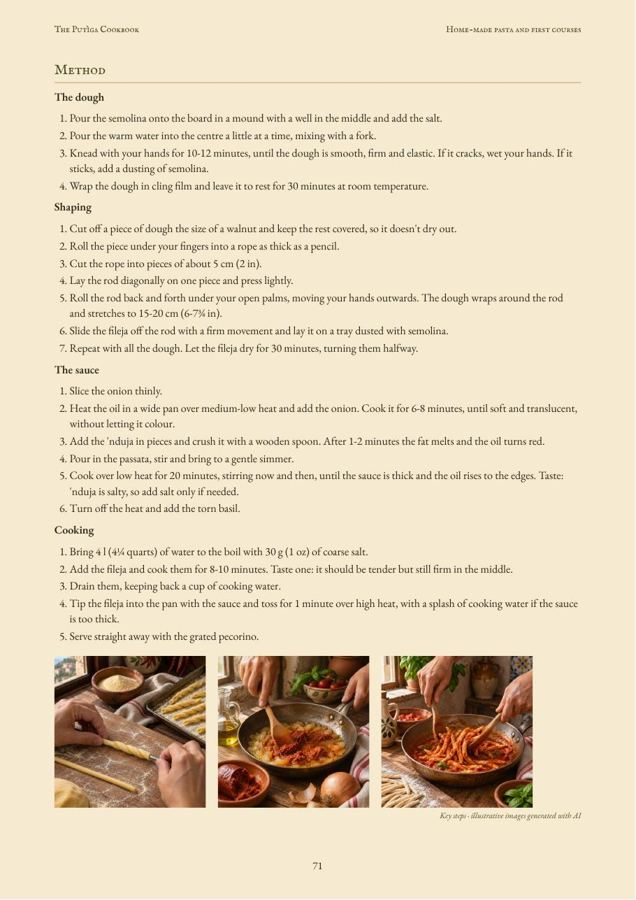 The Putìga Cookbook
Home-made pasta and first courses
Method
The dough
1. Pour the semolina onto the board in a mound with a well in the middle and add the salt.
2. Pour the warm water into the centre a little at a time, mixing with a fork.
3. Knead with your hands for 10-12 minutes, until the dough is smooth, firm and elastic. If it cracks, wet your hands. If it
sticks, add a dusting of semolina.
4. Wrap the dough in cling film and leave it to rest for 30 minutes at room temperature.
Shaping
1. Cut off a piece of dough the size of a walnut and keep the rest covered, so it doesn't dry out.
2. Roll the piece under your fingers into a rope as thick as a pencil.
3. Cut the rope into pieces of about 5 cm (2 in).
4. Lay the rod diagonally on one piece and press lightly.
5. Roll the rod back and forth under your open palms, moving your hands outwards. The dough wraps around the rod
and stretches to 15-20 cm (6-7¾ in).
6. Slide the fileja off the rod with a firm movement and lay it on a tray dusted with semolina.
7. Repeat with all the dough. Let the fileja dry for 30 minutes, turning them halfway.
The sauce
1. Slice the onion thinly.
2. Heat the oil in a wide pan over medium-low heat and add the onion. Cook it for 6-8 minutes, until soft and translucent,
without letting it colour.
3. Add the 'nduja in pieces and crush it with a wooden spoon. After 1-2 minutes the fat melts and the oil turns red.
4. Pour in the passata, stir and bring to a gentle simmer.
5. Cook over low heat for 20 minutes, stirring now and then, until the sauce is thick and the oil rises to the edges. Taste:
'nduja is salty, so add salt only if needed.
6. Turn off the heat and add the torn basil.
Cooking
1. Bring 4 l (4¼ quarts) of water to the boil with 30 g (1 oz) of coarse salt.
2. Add the fileja and cook them for 8-10 minutes. Taste one: it should be tender but still firm in the middle.
3. Drain them, keeping back a cup of cooking water.
4. Tip the fileja into the pan with the sauce and toss for 1 minute over high heat, with a splash of cooking water if the sauce
is too thick.
5. Serve straight away with the grated pecorino.
Key steps · illustrative images generated with AI
71